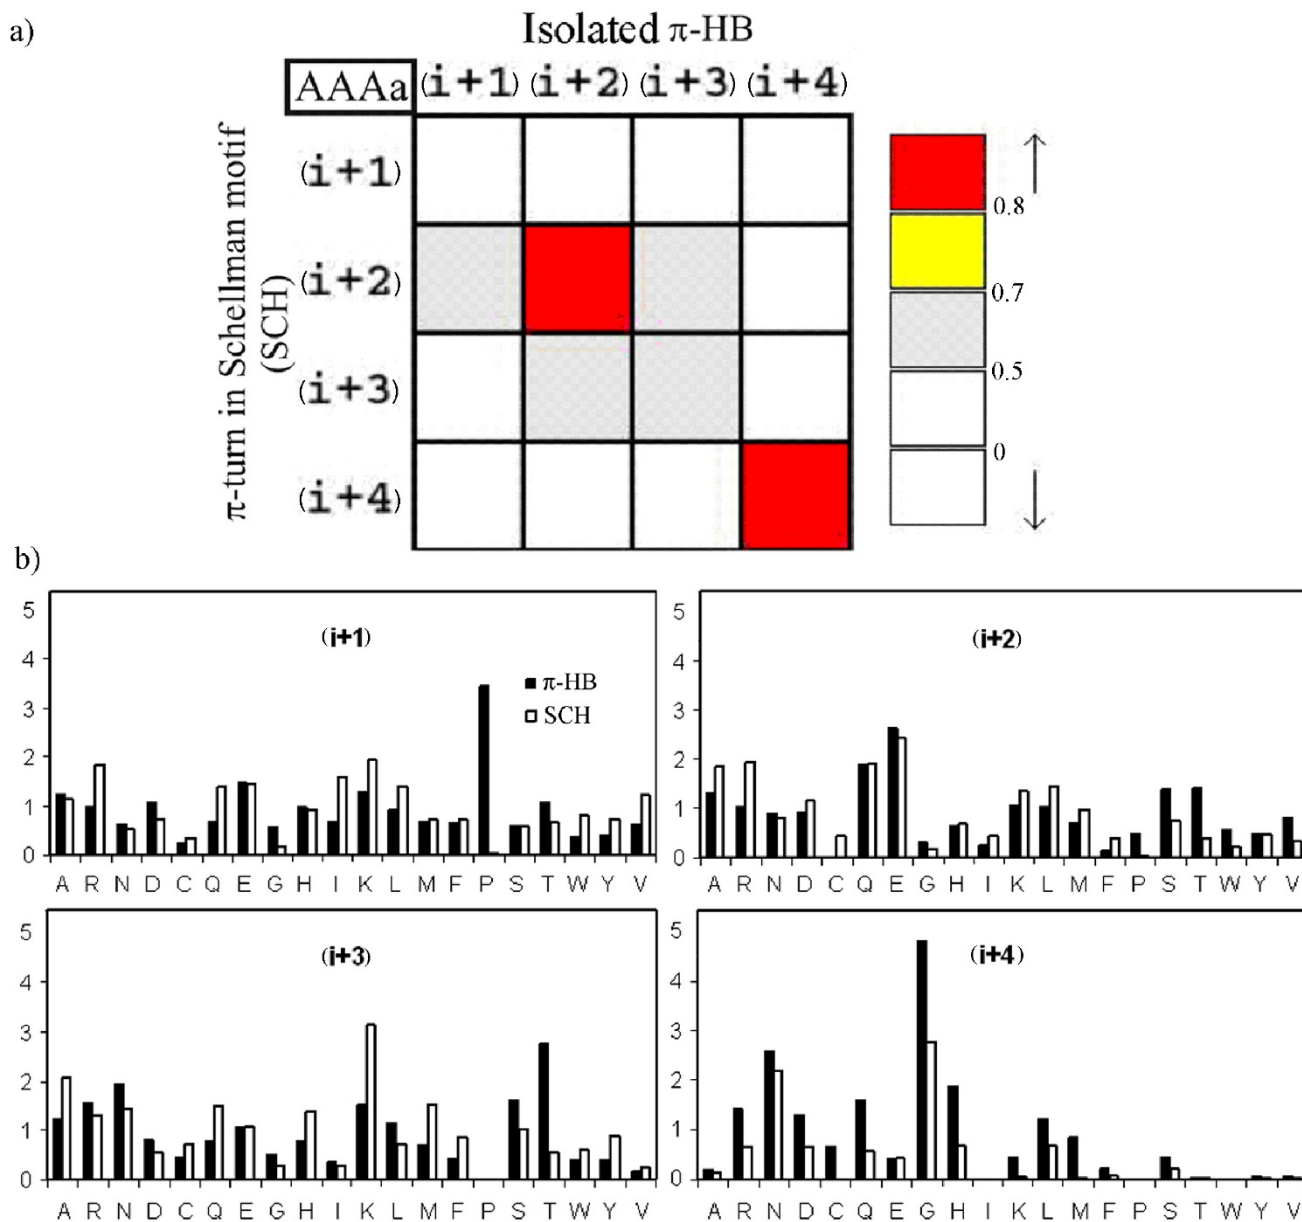 a)
Isolated π-HB
AAAa (i+1) (i+2) (i+3) (i+4)
π-turn in Schellman motif
(SCH)
(i+1)
(i+2)
(i+3)
(i+4)
0.8
0.7
0.5
0
b)
5
4
3
2
1
0
(i+1)
π-HB
SCH
A R N D C Q E G H I K L M F P S T W Y V
5
4
3
2
1
0
(i+2)
A R N D C Q E G H I K L M F P S T W Y V
5
4
3
2
1
0
(i+3)
A R N D C Q E G H I K L M F P S T W Y V
5
4
3
2
1
0
(i+4)
A R N D C Q E G H I K L M F P S T W Y V